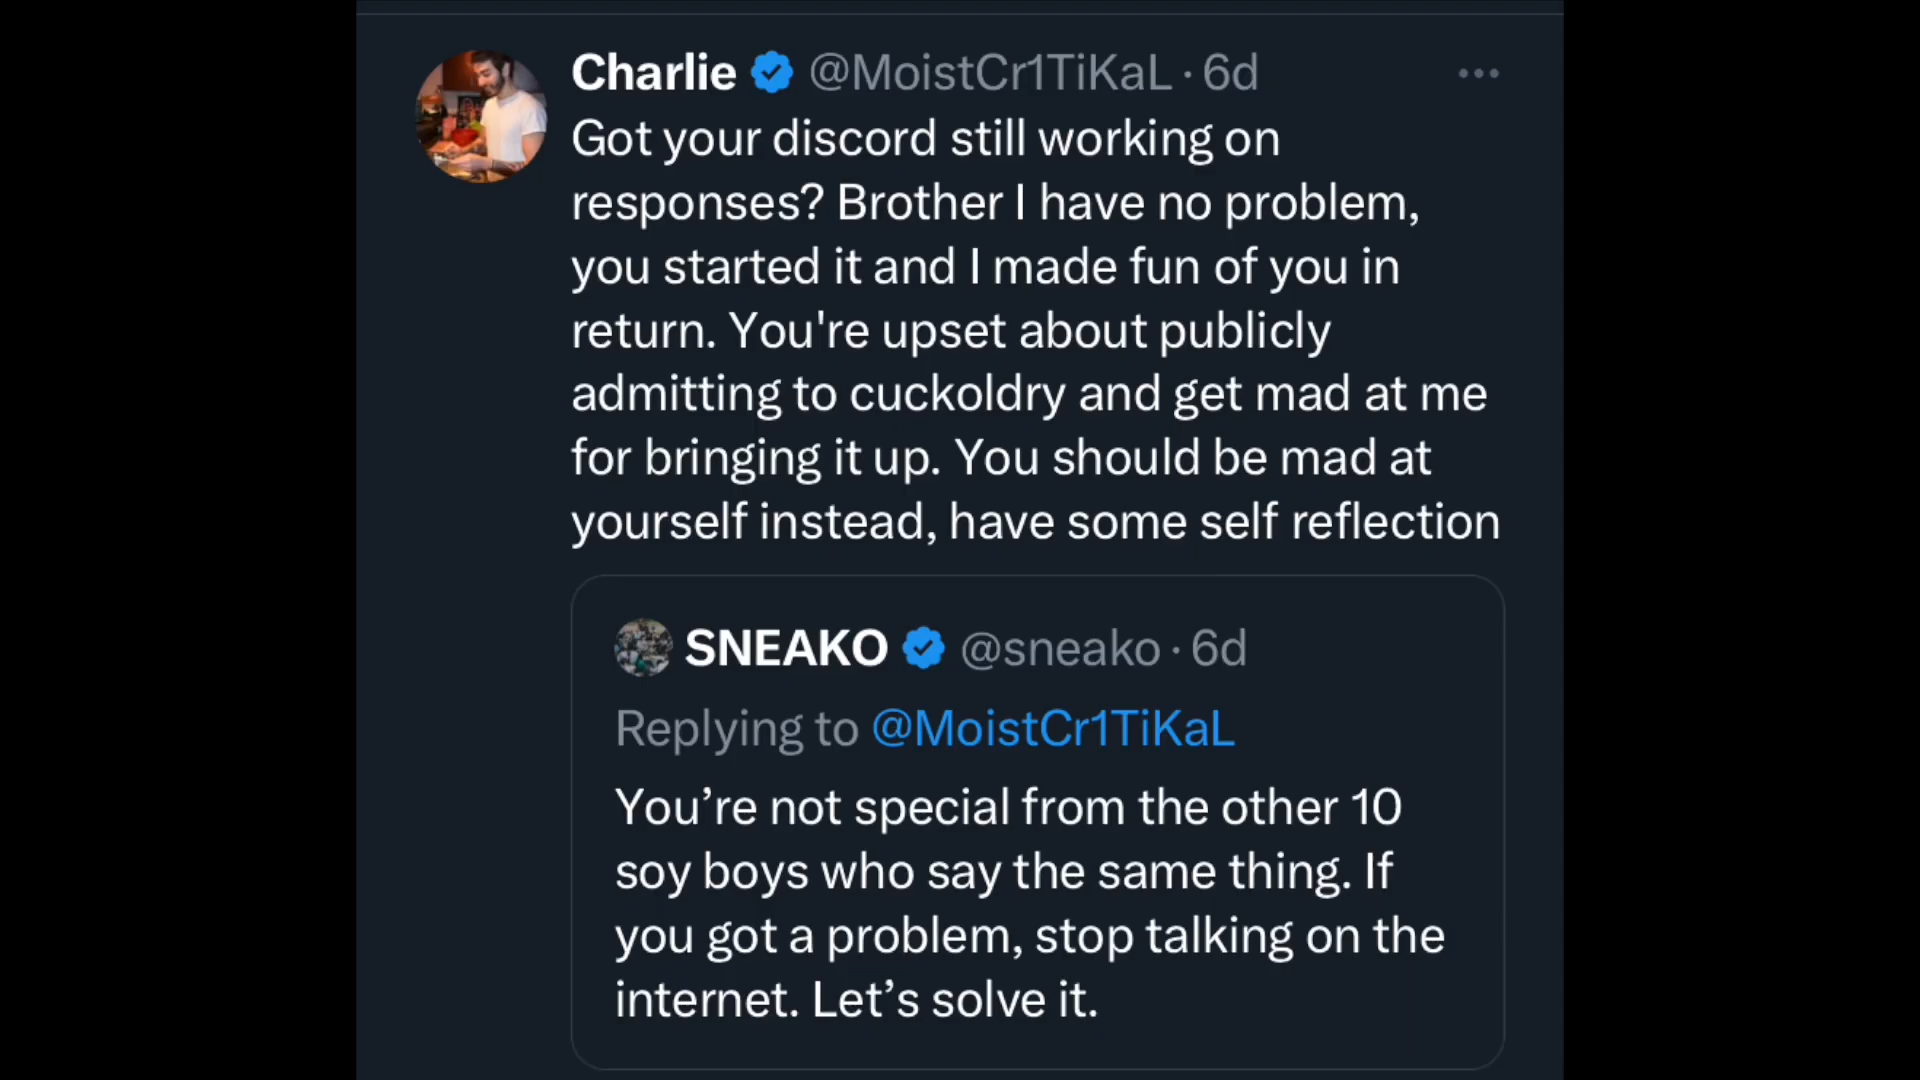 Charlie @MoistCr1TiKaL · 6d
Got your discord still working on
responses? Brother I have no problem,
you started it and I made fun of you in
return. You're upset about publicly
admitting to cuckoldry and get mad at me
for bringing it up. You should be mad at
yourself instead, have some self reflection
SNEAKO @sneako · 6d
Replying to @MoistCr1TiKaL
You’re not special from the other 10
soy boys who say the same thing. If
you got a problem, stop talking on the
internet. Let’s solve it.